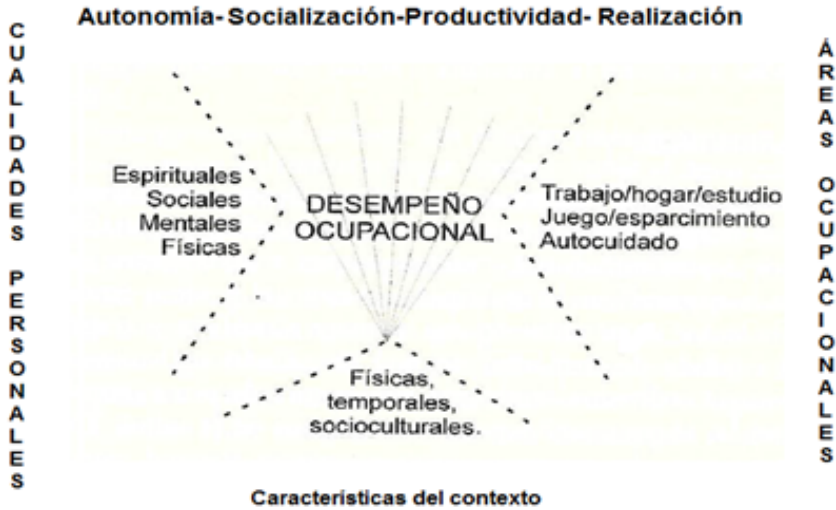 Autonomía- Socialización-Productividad- Realización
CUALIDADES PERSONALES
Espirituales
Sociales
Mentales
Físicas
DESEMPEÑO
OCUPACIONAL
Trabajo/hogar/estudio
Juego/esparcimiento
Autocuidado
ÁREAS OCUPACIONALES
Físicas,
temporales,
socioculturales.
Características del contexto